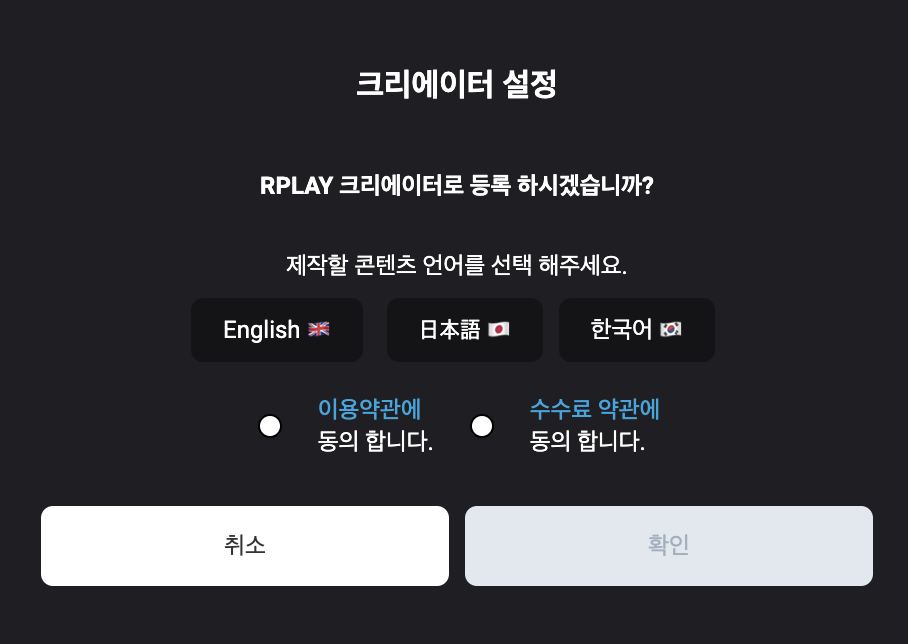 크리에이터 설정
RPLAY 크리에이터로 등록 하시겠습니까?
제작할 콘텐츠 언어를 선택 해주세요.
English 🇬🇧 日本語 🇯🇵 한국어 🇰🇷
이용약관에
동의 합니다.
수수료 약관에
동의 합니다.
취소 확인